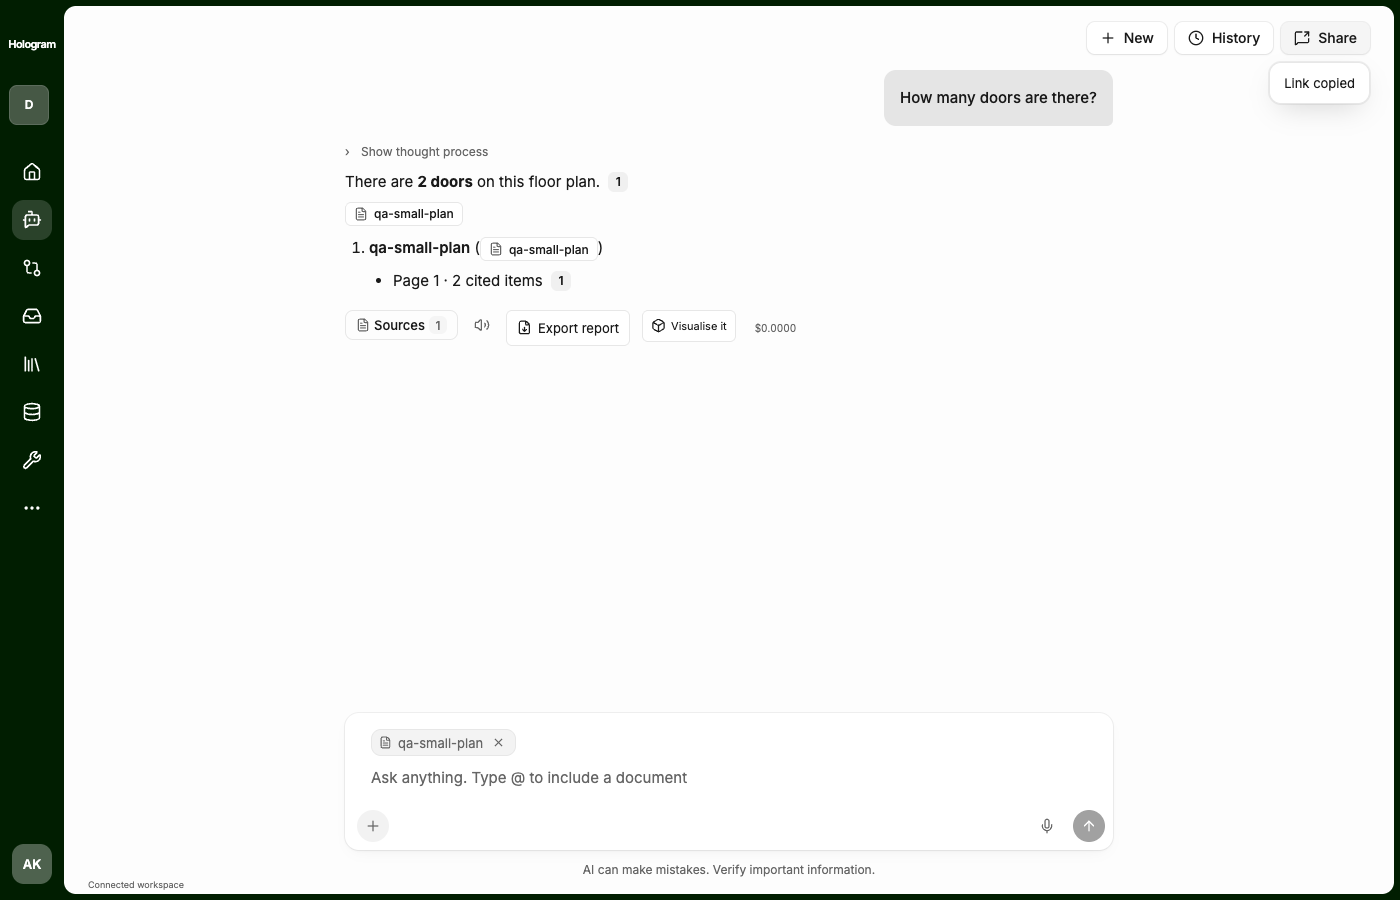 Hologram
New
History
Share
D
Link copied
How many doors are there?
Show thought process
There are 2 doors on this floor plan. 1
qa-small-plan
1. qa-small-plan ( qa-small-plan )
• Page 1 · 2 cited items 1
Sources 1
Export report
Visualise it
$0.0000
qa-small-plan
Ask anything. Type @ to include a document
AK
AI can make mistakes. Verify important information.
Connected workspace